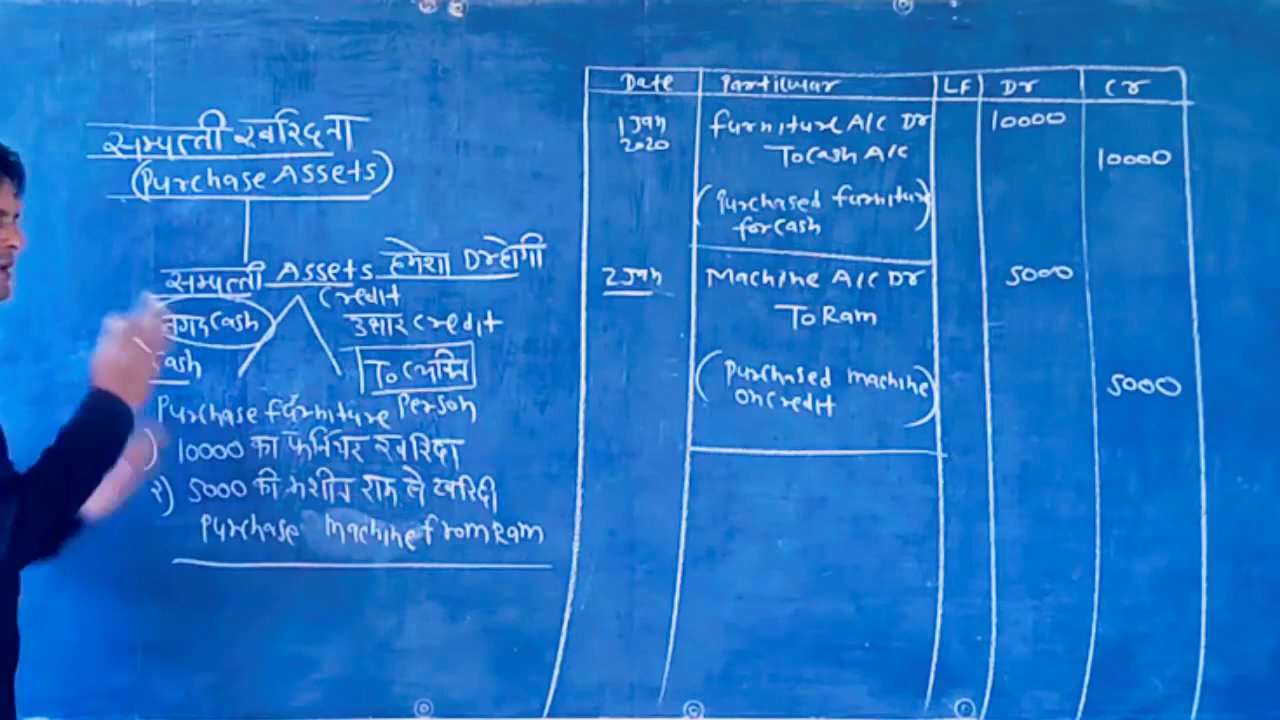 सम्पत्ती खरिदना
(Purchase Assets)
सम्पत्ती Assets हमेशा Dr होगी
Credit
नगद Cash
उधार Credit
Cash
To व्यक्ति
Purchase furniture Person
10000 का फर्नियर खरिदा
२) 5000 की मशीन राम से खरिदी
Purchase Machine from Ram
Date Particular LF Dr Cr
1 Jan furniture A/C Dr 10000
2020 To Cash A/C 10000
(Purchased furniture
for Cash)
2 Jan Machine A/C Dr 5000
To Ram
(Purchased machine 5000
on Credit)